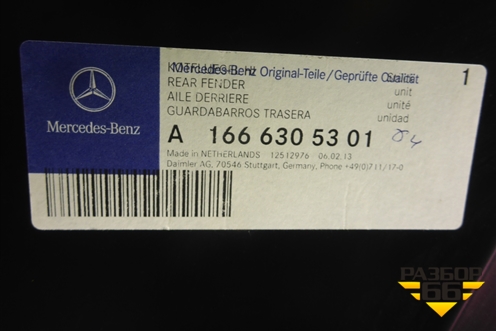 Mercedes-Benz Original-Teile/Geprüfte Qualität
REAR FENDER
AILE DERRIERE
GUARDABARROS TRASERA
unit
unité
unidad
1
Mercedes-Benz
A 166 630 53 01
Made in NETHERLANDS 12512976 06.02.13
Daimler AG, 70546 Stuttgart, Germany, Phone +49(0)711/17-0
РАЗБОР
66